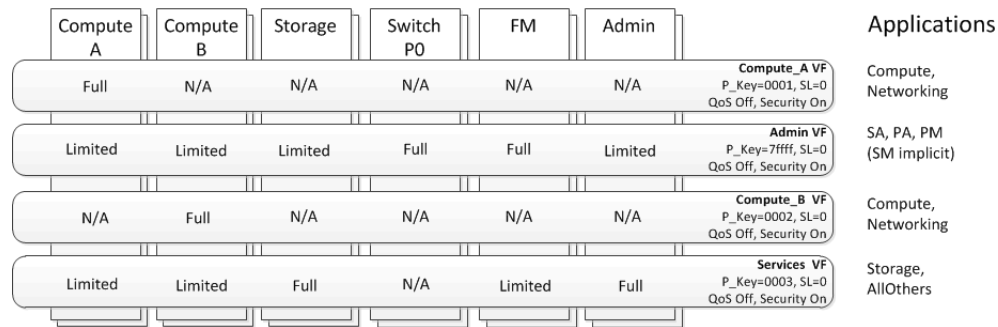 Compute A
Compute B
Storage
Switch P0
FM
Admin
Applications
Full
N/A
N/A
N/A
N/A
N/A
Compute_A VF
P_Key=0001, SL=0
QoS Off, Security On
Compute,
Networking
Limited
Limited
Limited
Full
Full
Limited
Admin VF
P_Key=7ffff, SL=0
QoS Off, Security On
SA, PA, PM
(SM implicit)
N/A
Full
N/A
N/A
N/A
N/A
Compute_B VF
P_Key=0002, SL=0
QoS Off, Security On
Compute,
Networking
Limited
Limited
Full
N/A
Limited
Full
Services VF
P_Key=0003, SL=0
QoS Off, Security On
Storage,
AllOthers